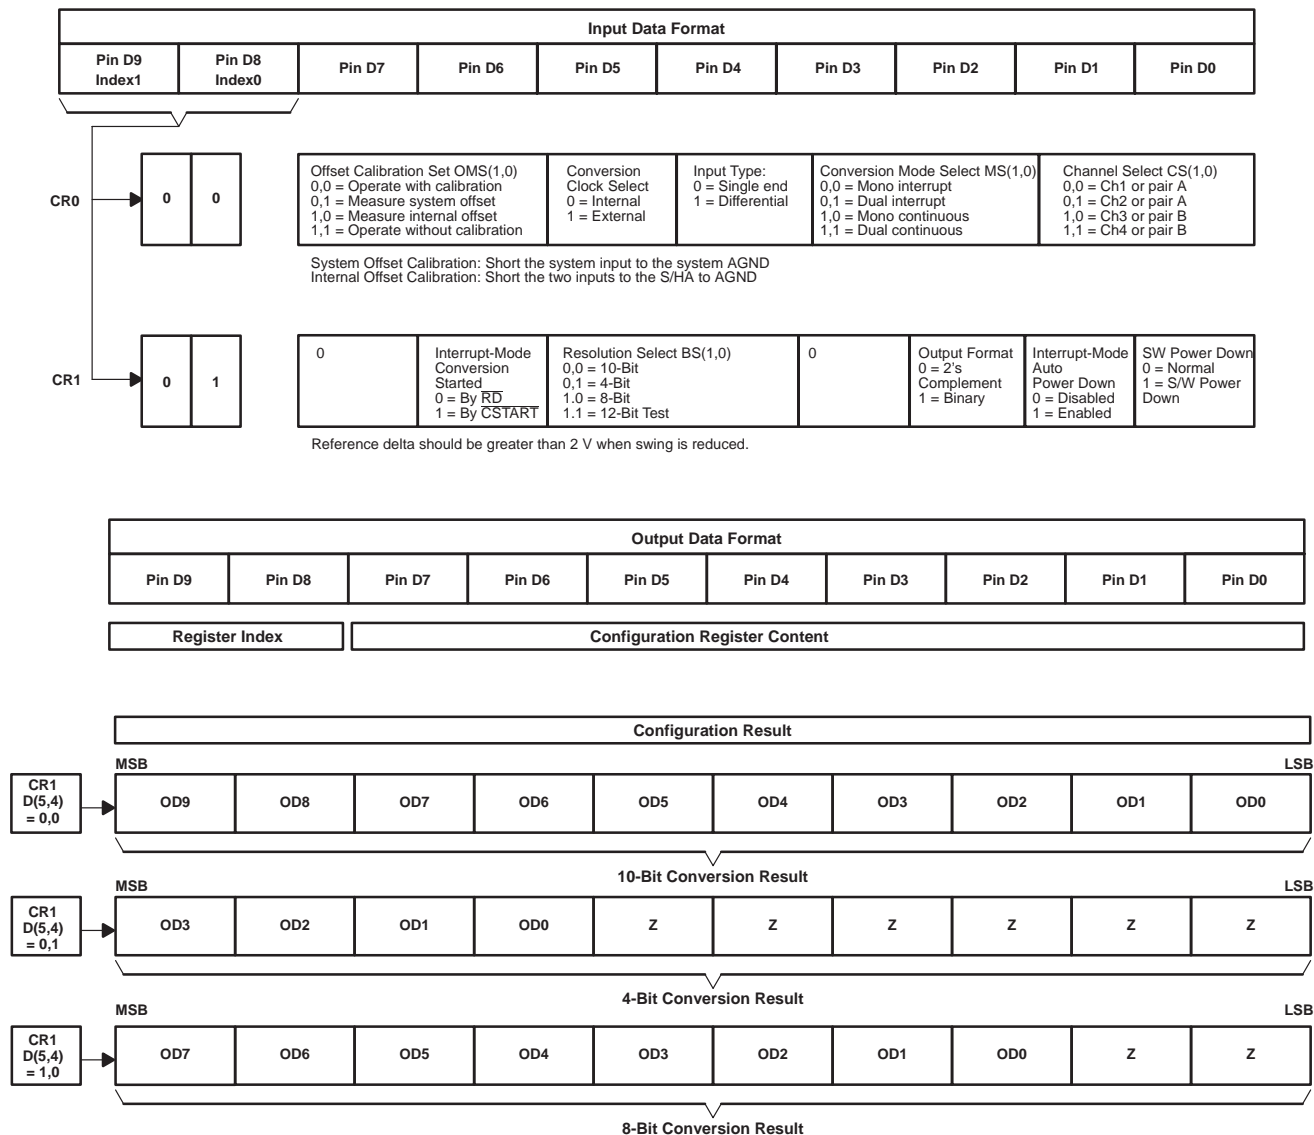 Input Data Format
Pin D9 Index1
Pin D8 Index0
Pin D7
Pin D6
Pin D5
Pin D4
Pin D3
Pin D2
Pin D1
Pin D0
CR0
0
0
Offset Calibration Set OMS(1,0)
0,0 = Operate with calibration
0,1 = Measure system offset
1,0 = Measure internal offset
1,1 = Operate without calibration
Conversion
Clock Select
0 = Internal
1 = External
Input Type:
0 = Single end
1 = Differential
Conversion Mode Select MS(1,0)
0,0 = Mono interrupt
0,1 = Dual interrupt
1,0 = Mono continuous
1,1 = Dual continuous
Channel Select CS(1,0)
0,0 = Ch1 or pair A
0,1 = Ch2 or pair A
1,0 = Ch3 or pair B
1,1 = Ch4 or pair B
System Offset Calibration: Short the system input to the system AGND
Internal Offset Calibration: Short the two inputs to the S/HA to AGND
CR1
0
1
0
Interrupt-Mode
Conversion
Started
0 = By RD
1 = By CSTART
Resolution Select BS(1,0)
0,0 = 10-Bit
0,1 = 4-Bit
1.0 = 8-Bit
1.1 = 12-Bit Test
0
Output Format
0 = 2's
Complement
1 = Binary
Interrupt-Mode
Auto
Power Down
0 = Disabled
1 = Enabled
SW Power Down
0 = Normal
1 = S/W Power
Down
Reference delta should be greater than 2 V when swing is reduced.
Output Data Format
Pin D9
Pin D8
Pin D7
Pin D6
Pin D5
Pin D4
Pin D3
Pin D2
Pin D1
Pin D0
Register Index
Configuration Register Content
Configuration Result
MSB
LSB
CR1
D(5,4)
= 0,0
OD9
OD8
OD7
OD6
OD5
OD4
OD3
OD2
OD1
OD0
10-Bit Conversion Result
MSB
LSB
CR1
D(5,4)
= 0,1
OD3
OD2
OD1
OD0
Z
Z
Z
Z
Z
Z
4-Bit Conversion Result
MSB
LSB
CR1
D(5,4)
= 1,0
OD7
OD6
OD5
OD4
OD3
OD2
OD1
OD0
Z
Z
8-Bit Conversion Result